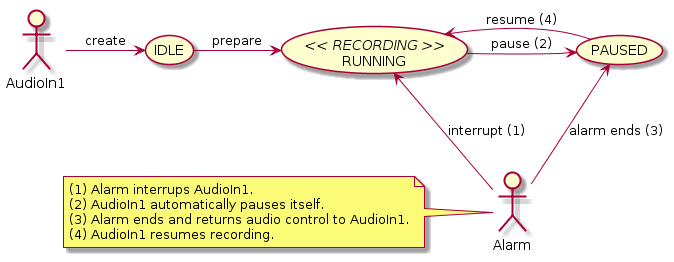 AudioIn1
create
IDLE
prepare
<< RECORDING >>
RUNNING
resume (4)
pause (2)
PAUSED
interrupt (1)
alarm ends (3)
(1) Alarm interrups AudioIn1.
(2) AudioIn1 automatically pauses itself.
(3) Alarm ends and returns audio control to AudioIn1.
(4) AudioIn1 resumes recording.
Alarm